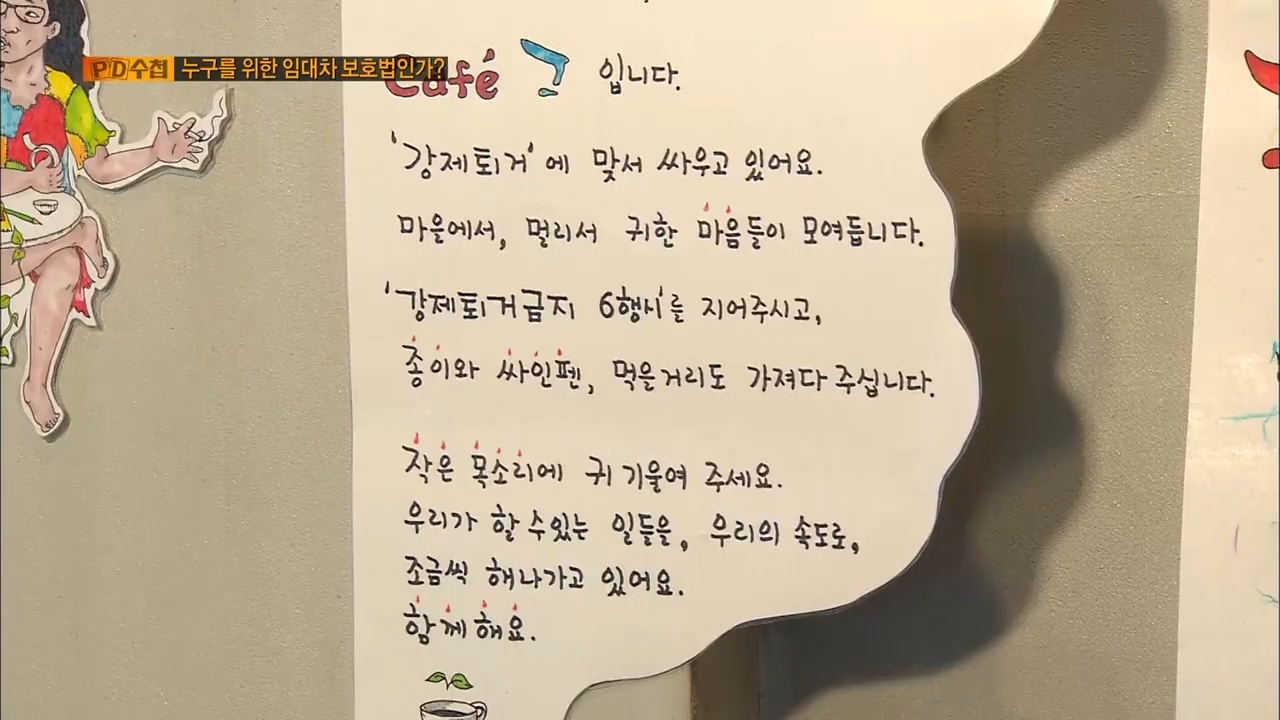 PD수첩 누구를 위한 임대차 보호법인가?
Café ㄱ 입니다.
'강제퇴거'에 맞서 싸우고 있어요.
마을에서, 멀리서 귀한 마음들이 모여듭니다.
'강제퇴거금지 6행시'를 지어주시고,
종이와 싸인펜, 먹을거리도 가져다 주십니다.
작은 목소리에 귀 기울여 주세요.
우리가 할 수 있는 일들을, 우리의 속도로,
조금씩 해나가고 있어요.
함께 해요.